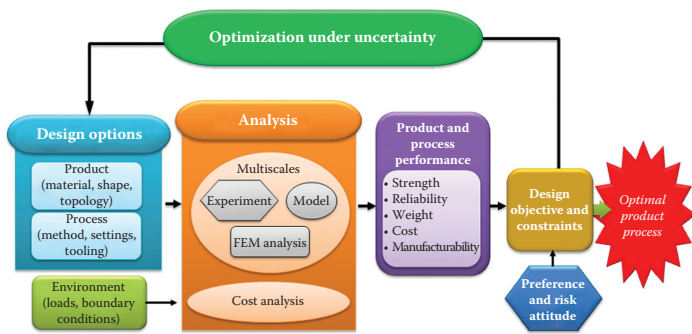 Optimization under uncertainty
Design options
Product
(material, shape,
topology)
Process
(method, settings,
tooling)
Environment
(loads, boundary
conditions)
Analysis
Multiscales
Experiment
Model
FEM analysis
Cost analysis
Product and
process
performance
• Strength
• Reliability
• Weight
• Cost
• Manufacturability
Design
objective and
constraints
Preference
and risk
attitude
Optimal
product
process